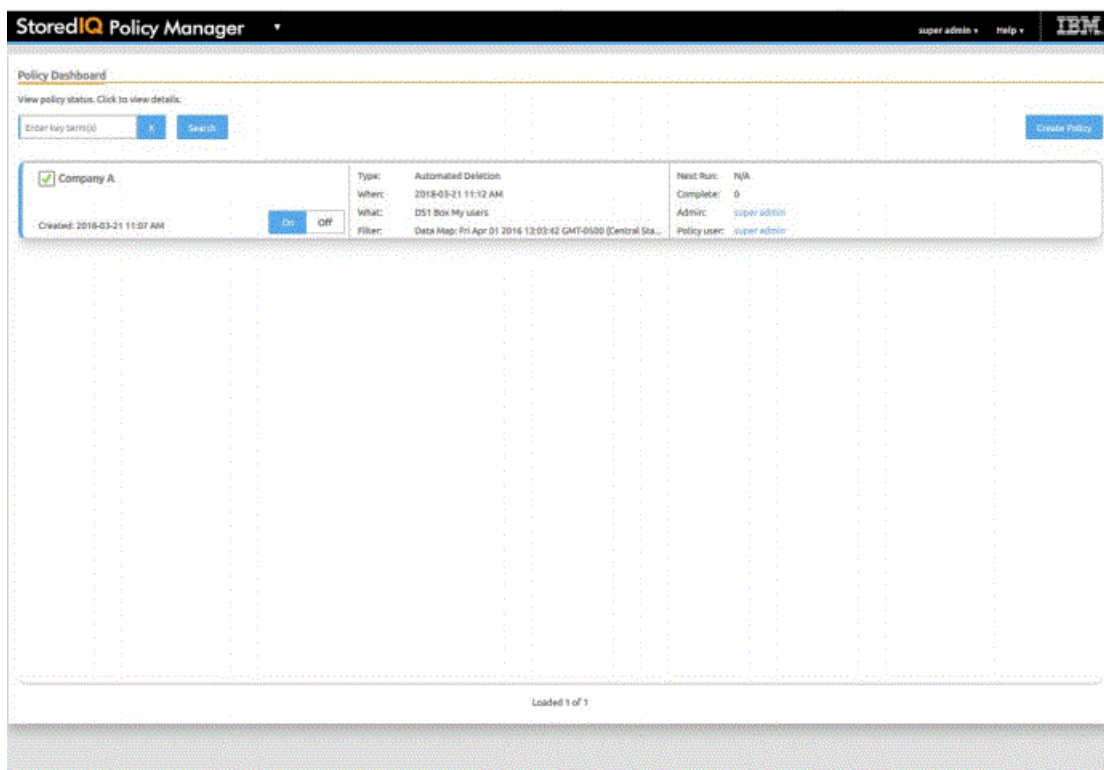 StoredIQ Policy Manager ▼
super admin ▾ Help ▾ IBM
Policy Dashboard
View policy status. Click to view details.
Enter key term(s) X Search
Create Policy
Company A
Created: 2018-03-21 11:07 AM
On Off
Type: Automated Deletion
When: 2018-03-21 11:12 AM
What: DS1 Box My users
Filter: Data Map: Fri Apr 01 2016 13:03:42 GMT-0500 (Central Sta...
Next Run: N/A
Complete: 0
Admin: super admin
Policy user: super admin
Loaded 1 of 1